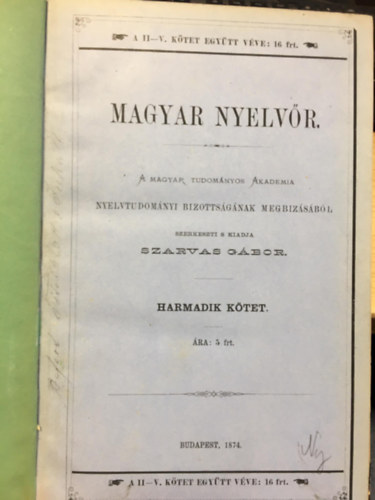 A II—V. KÖTET EGYÜTT VÉVE: 16 frt.
MAGYAR NYELVŐR.
A MAGYAR TUDOMÁNYOS AKADEMIA
NYELVTUDOMÁNYI BIZOTTSÁGÁNAK MEGBIZÁSÁBÓL
SZERKESZTI S KIADJA
SZARVAS GÁBOR.
HARMADIK KÖTET.
ÁRA: 5 frt.
BUDAPEST, 1874.
A II—V. KÖTET EGYÜTT VÉVE: 16 frt.